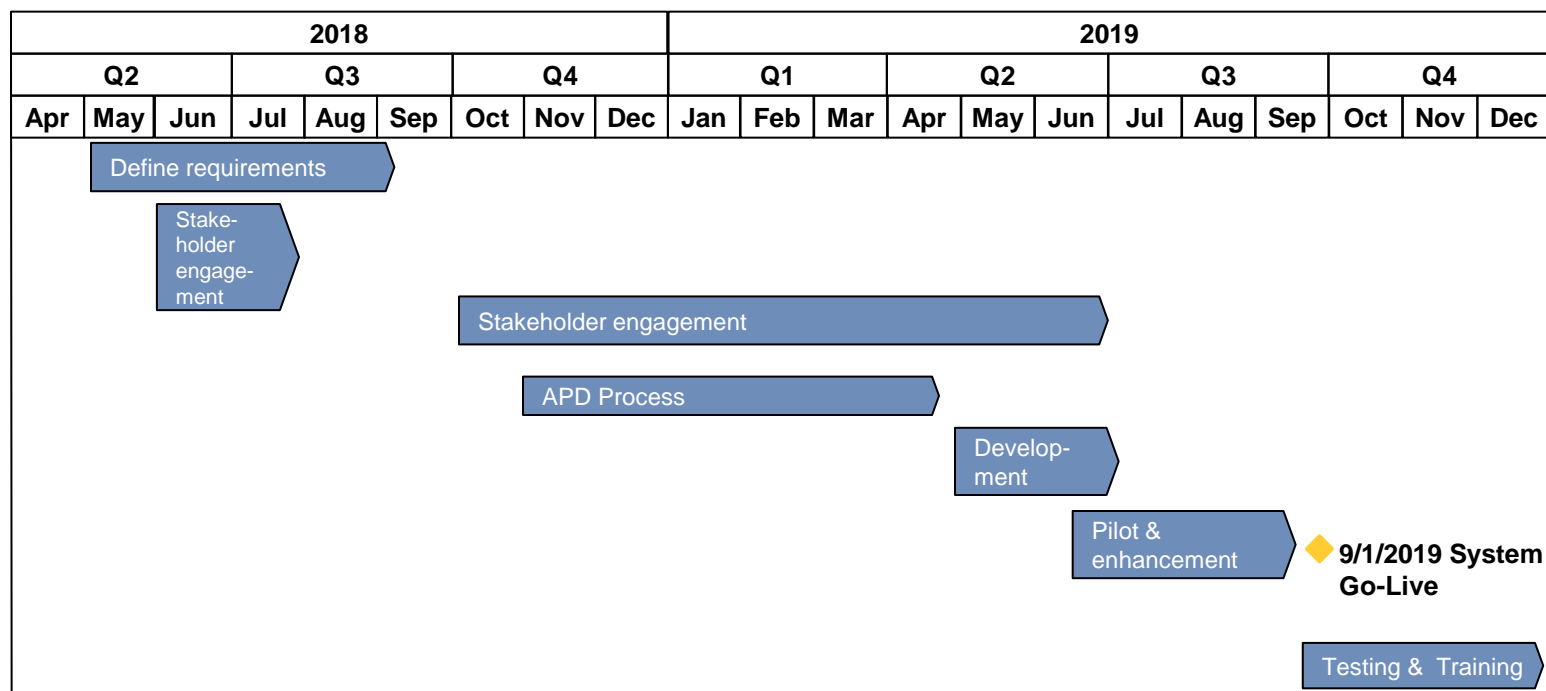 2018 2019
Q2 Q3 Q4 Q1 Q2 Q3 Q4
Apr May Jun Jul Aug Sep Oct Nov Dec Jan Feb Mar Apr May Jun Jul Aug Sep Oct Nov Dec
Define requirements
Stake-
holder
engage-
ment
Stakeholder engagement
APD Process
Develop-
ment
Pilot &
enhancement
9/1/2019 System
Go-Live
Testing & Training